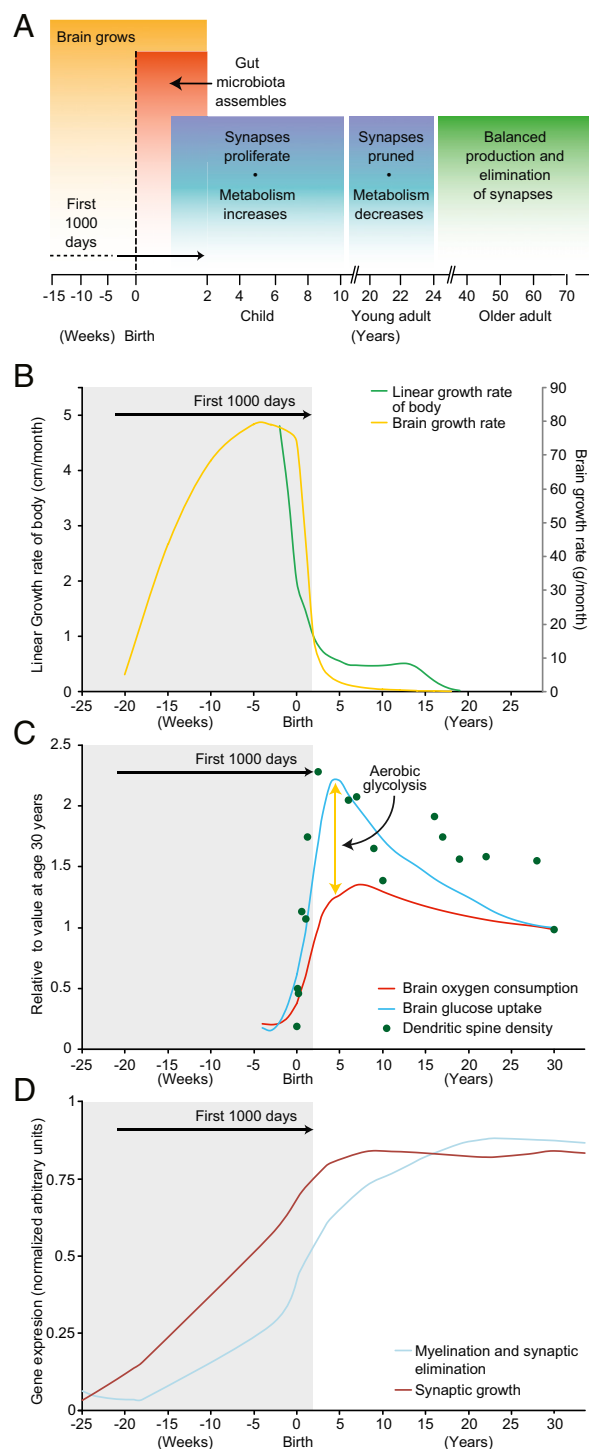 A
Brain grows
Gut
microbiota
assembles
Synapses
proliferate
•
Metabolism
increases
Synapses
pruned
•
Metabolism
decreases
Balanced
production and
elimination
of synapses
First
1000
days
-15 -10 -5 0 2 4 6 8 10 20 22 24 40 50 60 70
Child Young adult Older adult
(Weeks) Birth (Years)
B
First 1000 days
Linear growth rate
of body
Brain growth rate
Linear Growth rate of body (cm/month)
5
4
3
2
1
0
Brain growth rate (g/month)
90
80
70
60
50
40
30
20
10
0
-25 -20 -15 -10 -5 0 5 10 15 20 25
(Weeks) Birth (Years)
C
First 1000 days
Aerobic
glycolysis
Relative to value at age 30 years
2.5
2
1.5
1
0.5
0
Brain oxygen consumption
Brain glucose uptake
Dendritic spine density
-25 -20 -15 -10 -5 0 5 10 15 20 25 30
(Weeks) Birth (Years)
D
First 1000 days
Gene expresion (normalized arbitrary units)
1
0.75
0.5
0.25
0
Myelination and synaptic
elimination
Synaptic growth
-25 -20 -15 -10 -5 0 5 10 15 20 25 30
(Weeks) Birth (Years)